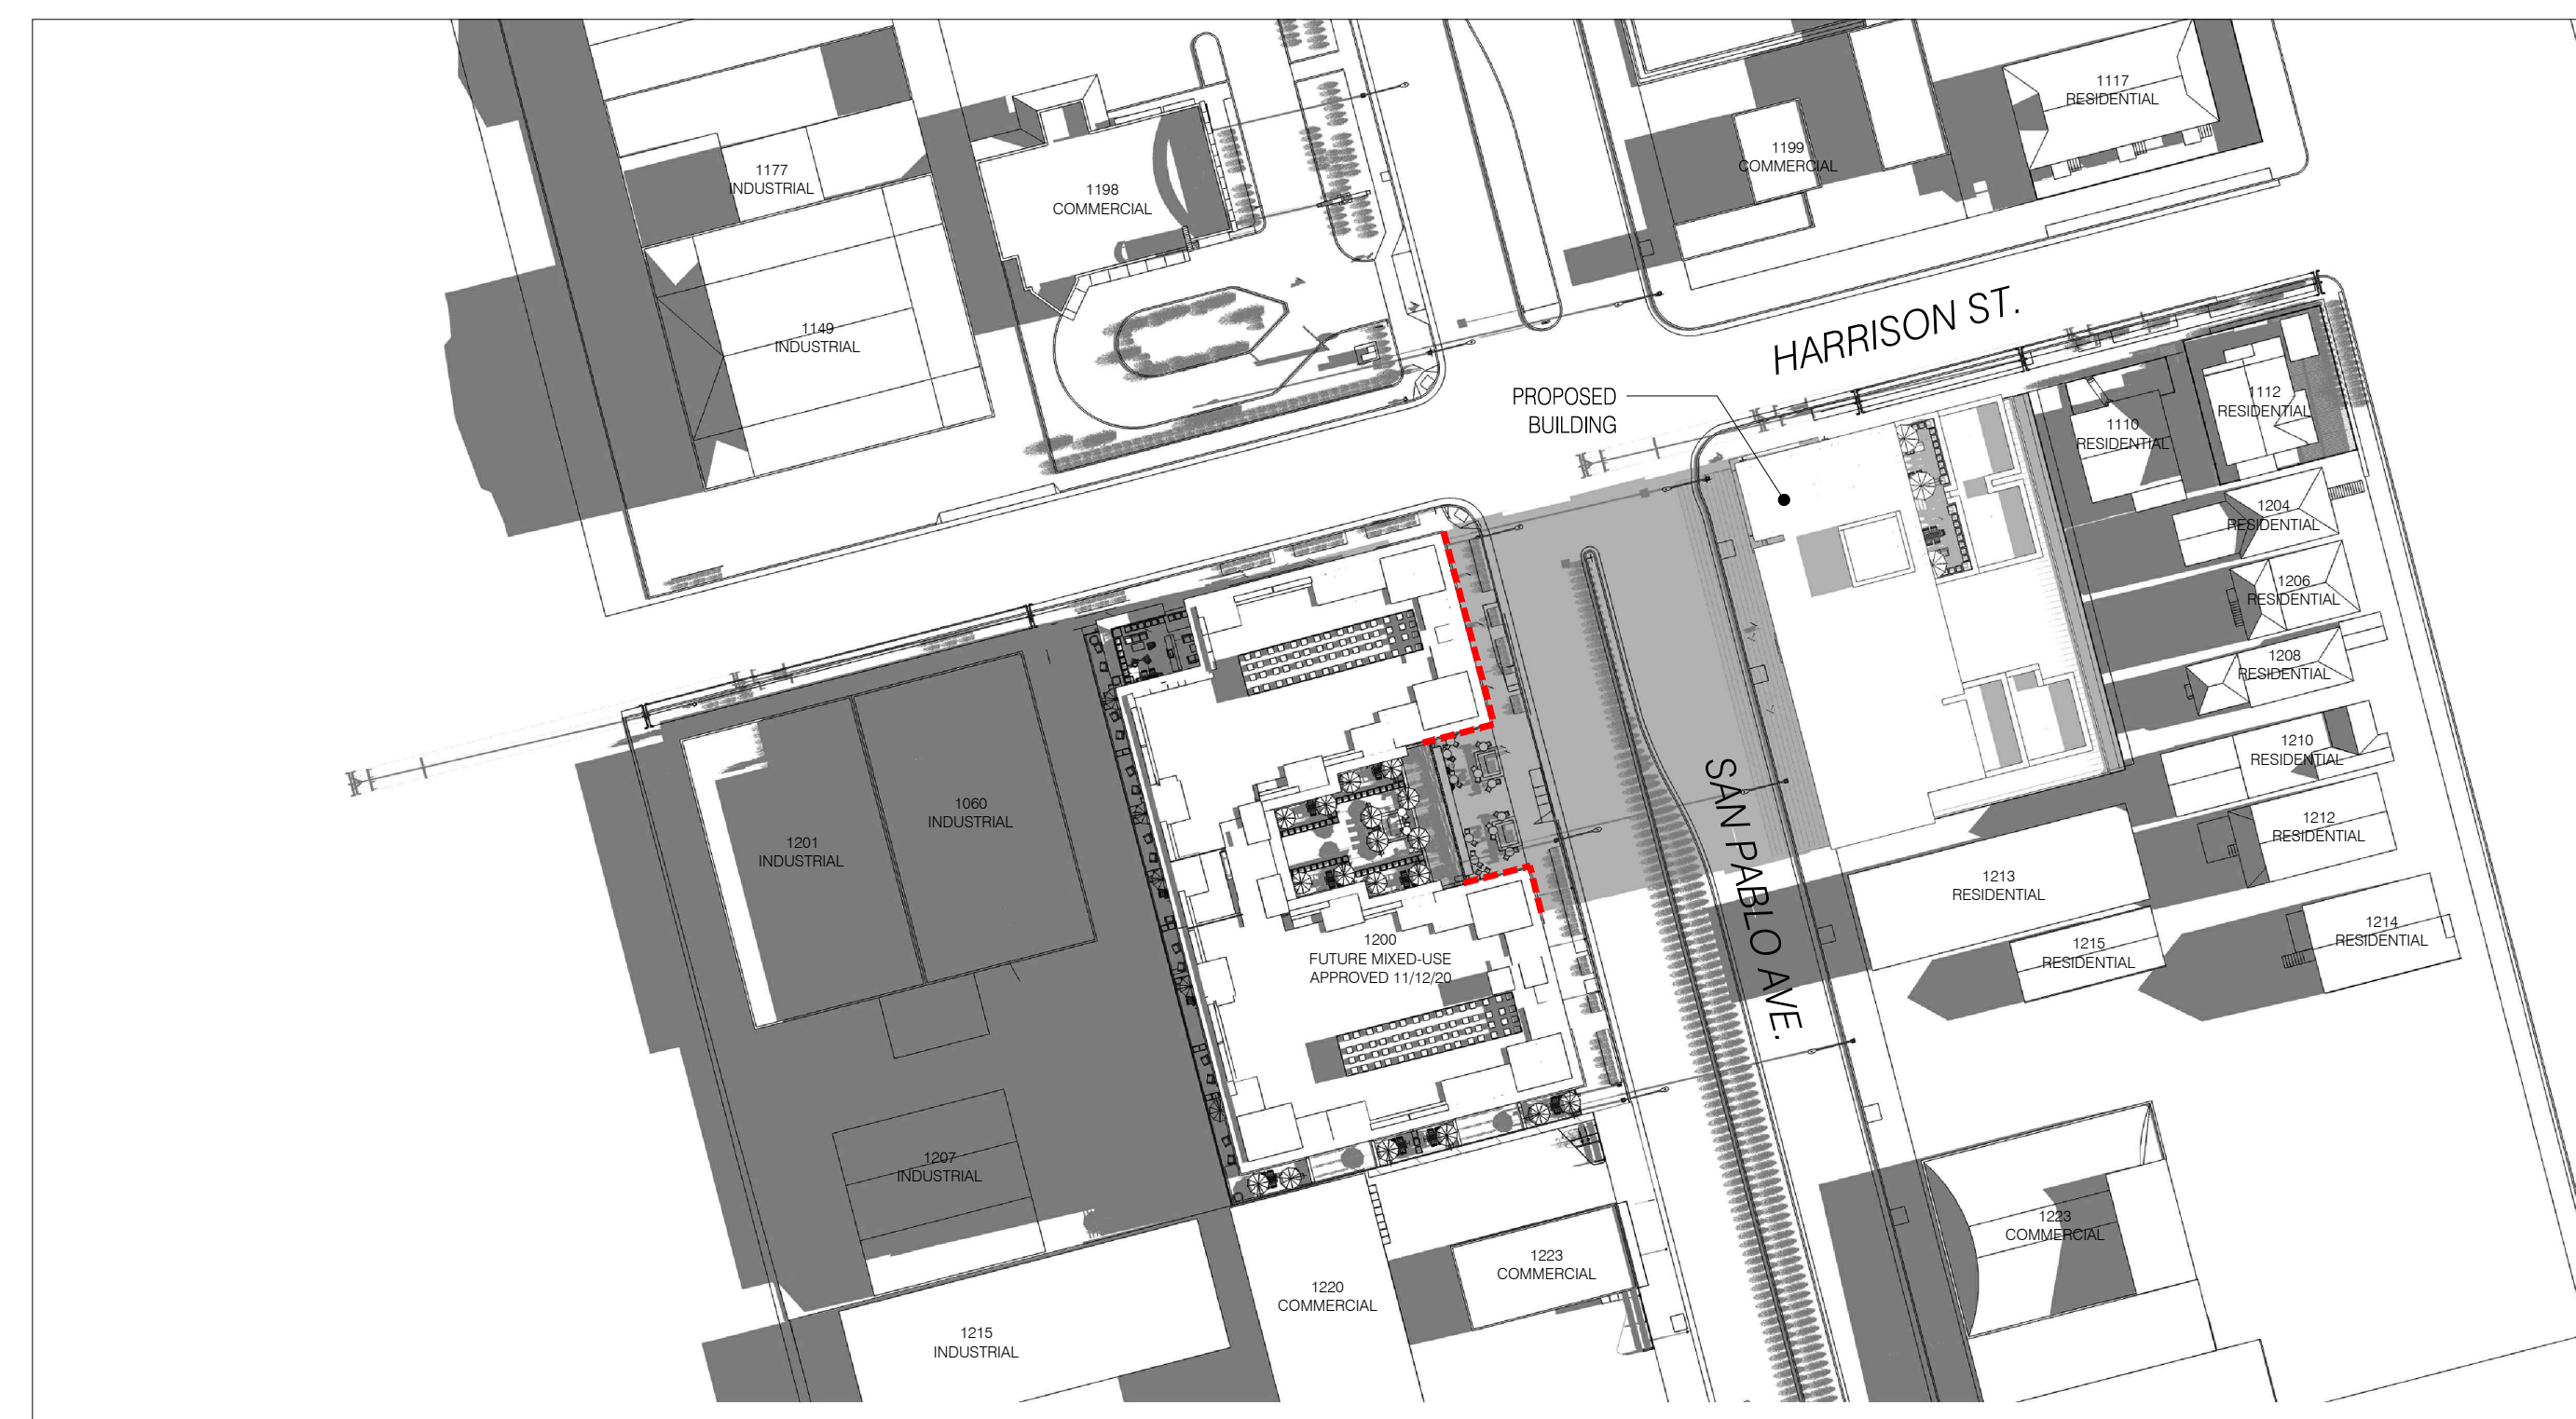 1117
RESIDENTIAL
1177
INDUSTRIAL
1198
COMMERCIAL
1199
COMMERCIAL
1149
INDUSTRIAL
HARRISON ST.
PROPOSED
BUILDING
1112
RESIDENTIAL
1110
RESIDENTIAL
1204
RESIDENTIAL
1206
RESIDENTIAL
1208
RESIDENTIAL
1210
RESIDENTIAL
1060
INDUSTRIAL
1201
INDUSTRIAL
SAN PABLO AVE.
1212
RESIDENTIAL
1213
RESIDENTIAL
1214
RESIDENTIAL
1200
FUTURE MIXED-USE
APPROVED 11/12/20
1215
RESIDENTIAL
1207
INDUSTRIAL
1223
COMMERCIAL
1223
COMMERCIAL
1220
COMMERCIAL
1215
INDUSTRIAL